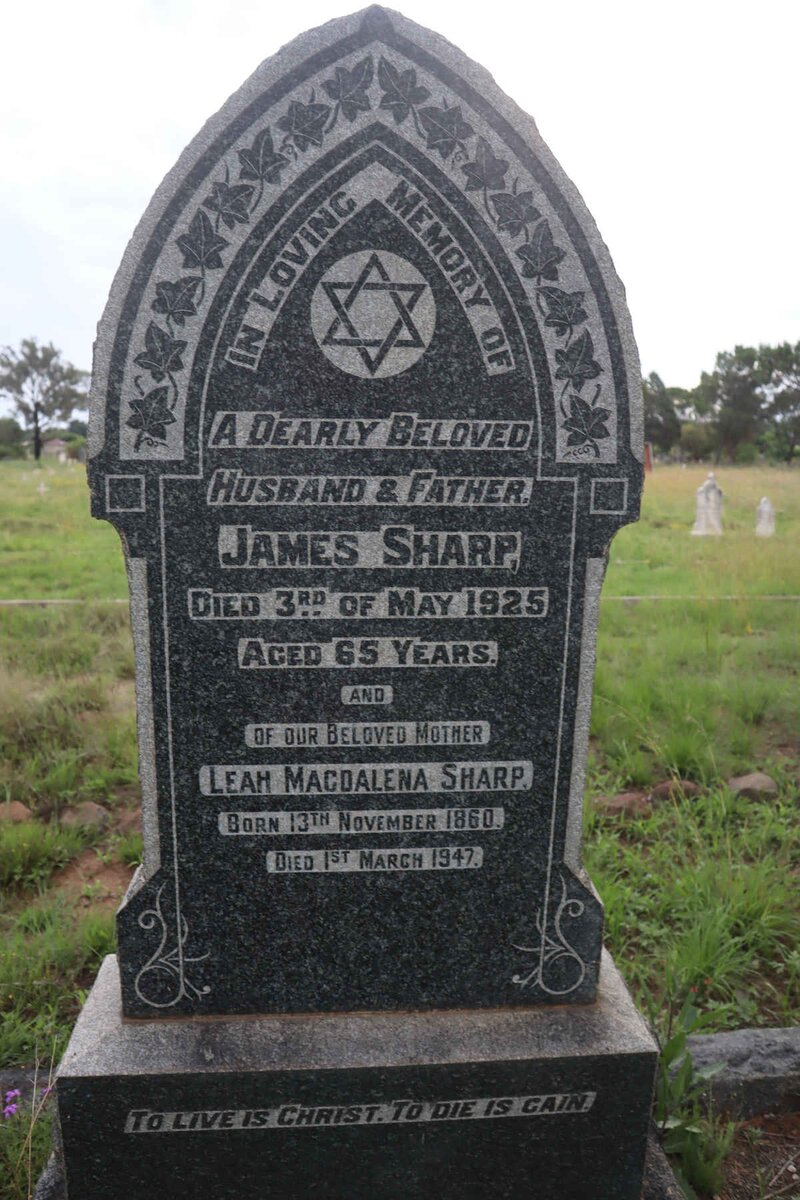 IN LOVING MEMORY OF
A DEARLY BELOVED
HUSBAND & FATHER.
JAMES SHARP,
DIED 3RD OF MAY 1925
AGED 65 YEARS.
AND
OF OUR BELOVED MOTHER
LEAH MAGDALENA SHARP.
BORN 13TH NOVEMBER 1860.
DIED 1ST MARCH 1947.
TO LIVE IS CHRIST. TO DIE IS GAIN.